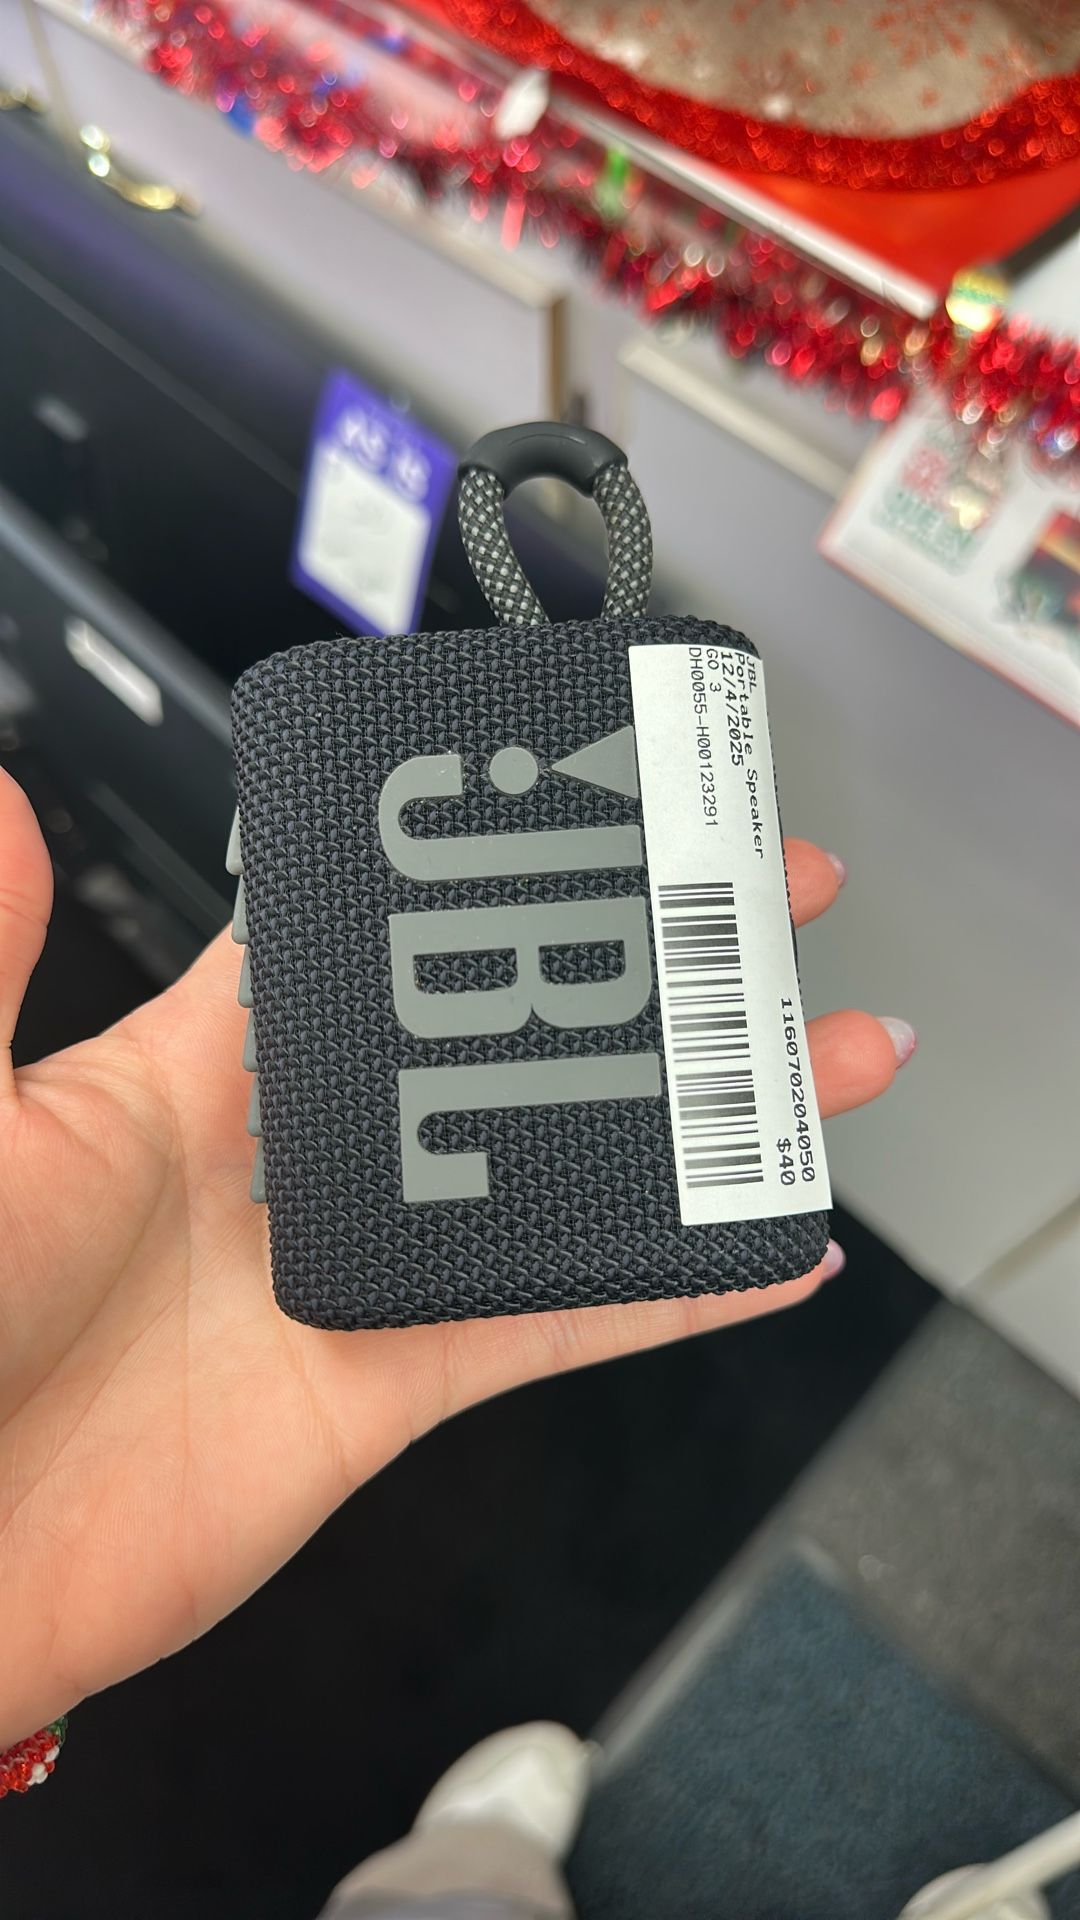 JBL
Portable Speaker
12/4/2025
GO 3
DH0055-H00123291
116070204050
$40
JBL